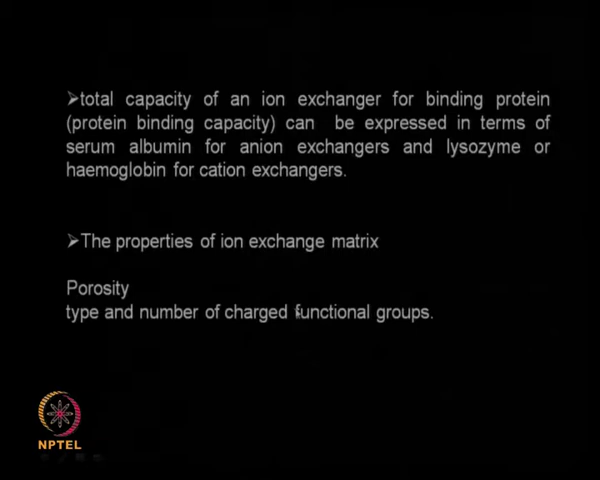 ➢total capacity of an ion exchanger for binding protein
(protein binding capacity) can be expressed in terms of
serum albumin for anion exchangers and lysozyme or
haemoglobin for cation exchangers.
➢The properties of ion exchange matrix
Porosity
type and number of charged functional groups.
NPTEL